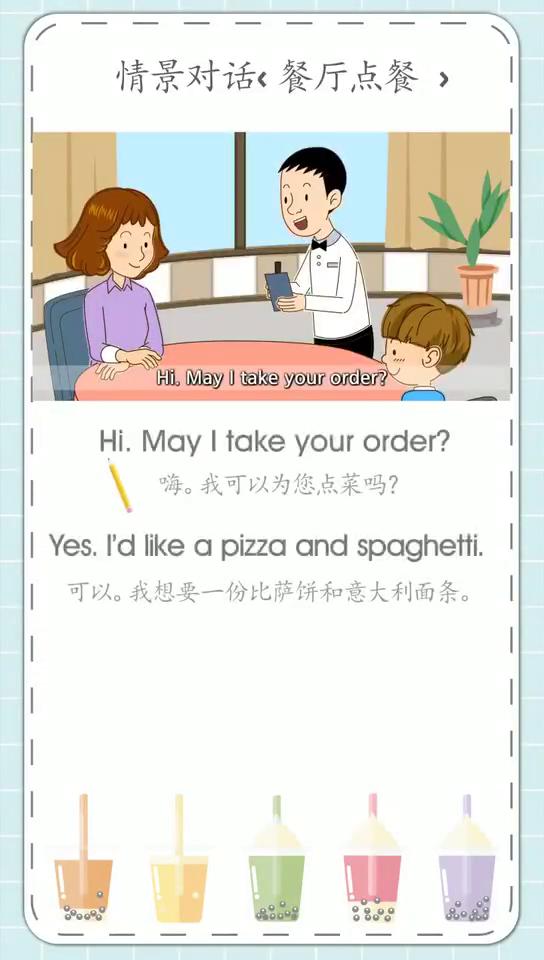 情景对话‹ 餐厅点餐 ›
Hi. May I take your order?
Hi. May I take your order?
嗨。我可以为您点菜吗?
Yes. I'd like a pizza and spaghetti.
可以。我想要一份比萨饼和意大利面条。